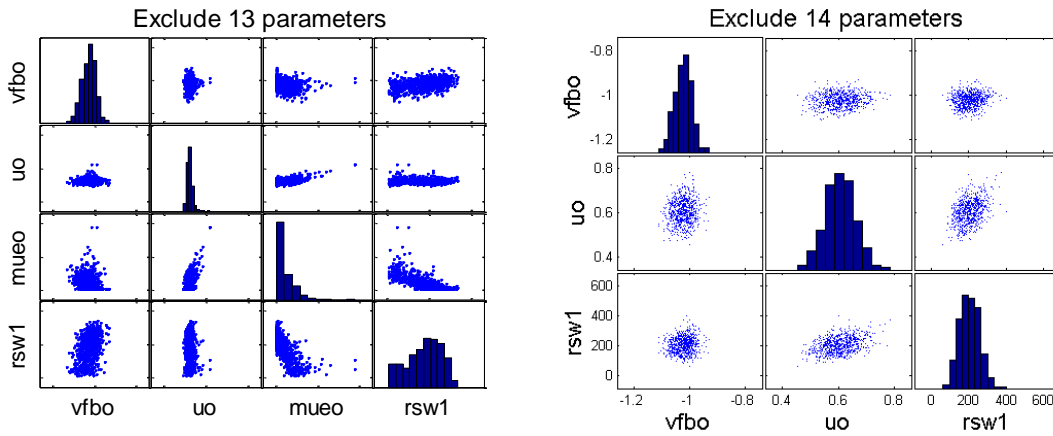 Exclude 13 parameters
vfbo
uo
mueo
rsw1
vfbo uo mueo rsw1
Exclude 14 parameters
-0.8
-1
-1.2
vfbo
0.8
0.6
0.4
uo
600
400
200
0
rsw1
-1.2 -1 -0.8 0.4 0.6 0.8 0 200 400 600
vfbo uo rsw1